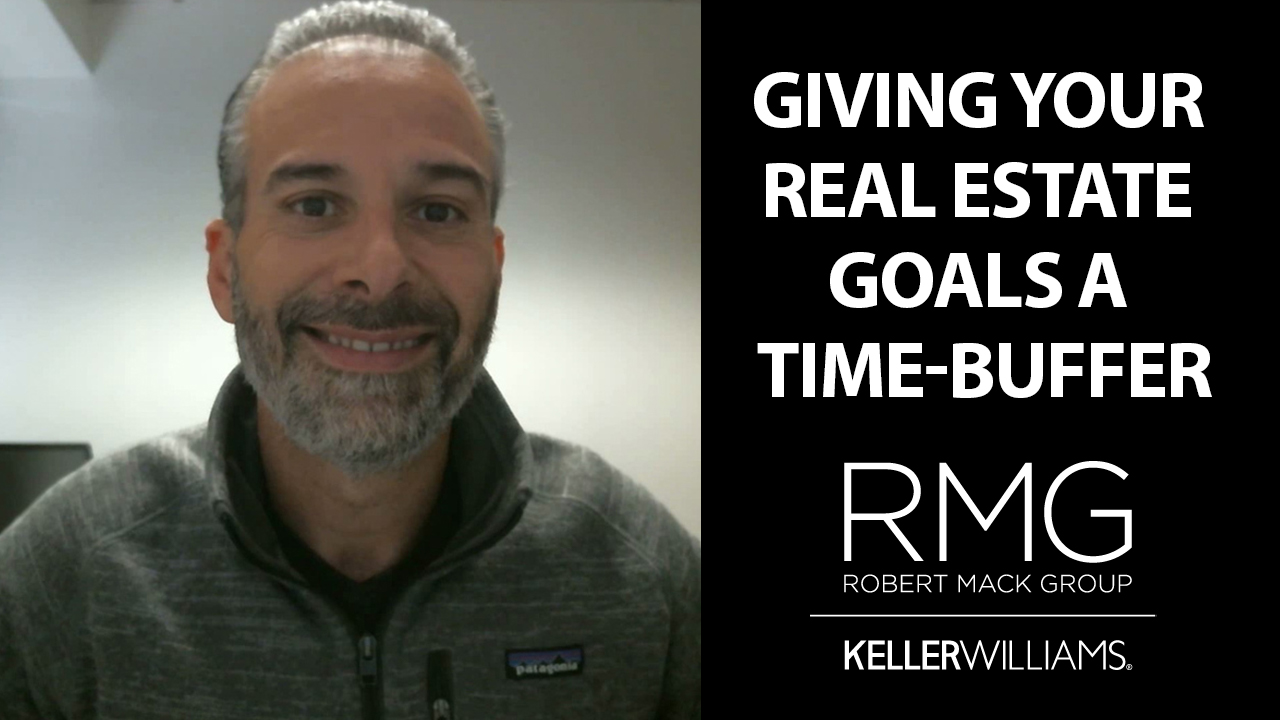 GIVING YOUR
REAL ESTATE
GOALS A
TIME-BUFFER
RMG
ROBERT MACK GROUP
KELLERWILLIAMS®
patagonia